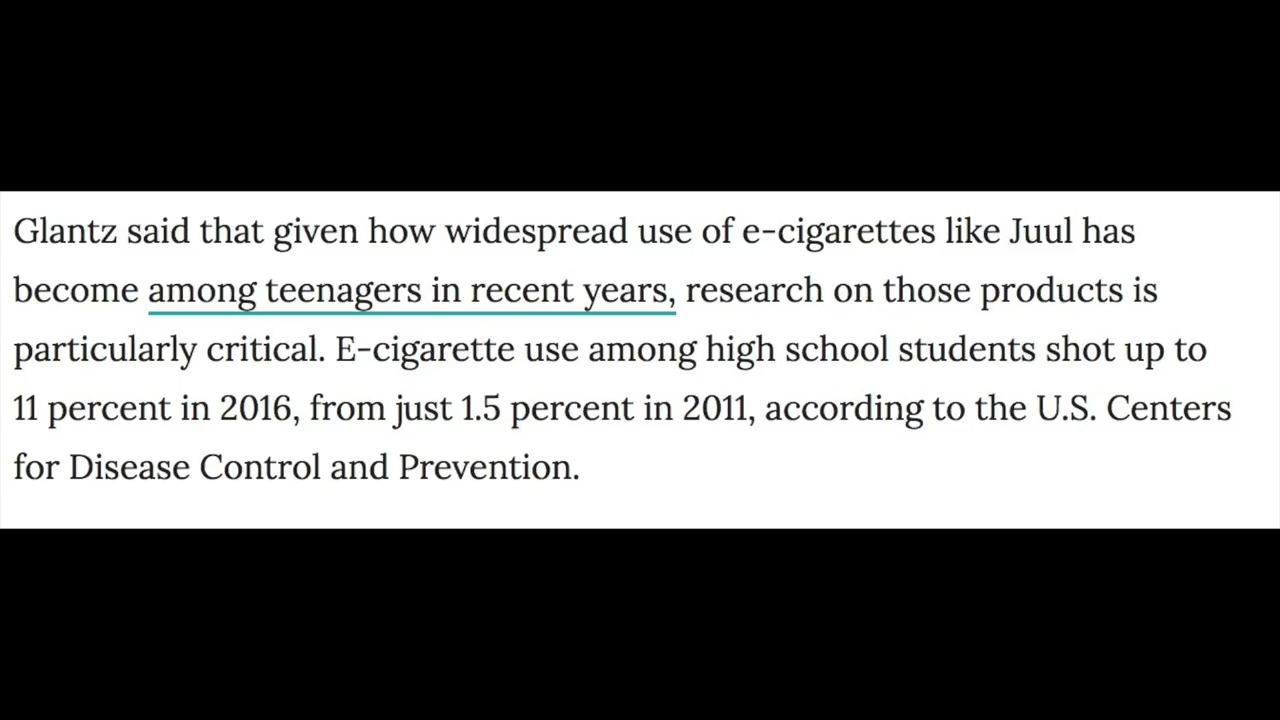 Glantz said that given how widespread use of e-cigarettes like Juul has
become among teenagers in recent years, research on those products is
particularly critical. E-cigarette use among high school students shot up to
11 percent in 2016, from just 1.5 percent in 2011, according to the U.S. Centers
for Disease Control and Prevention.